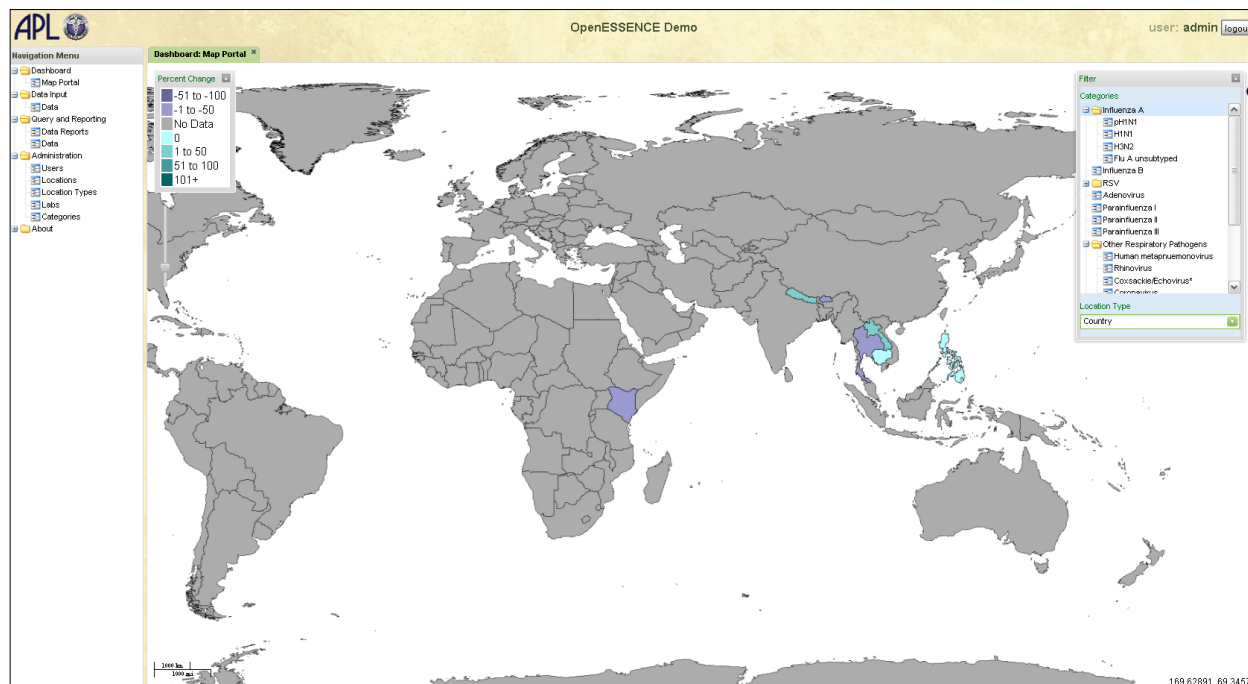 APL
OpenESSENCE Demo
user: admin logout
Navigation Menu
Dashboard
Map Portal
Data Input
Data
Query and Reporting
Data Reports
Data
Administration
Users
Locations
Location Types
Labs
Categories
About
Dashboard: Map Portal
Percent Change
-51 to -100
-1 to -50
No Data
0
1 to 50
51 to 100
101+
Filter
Categories
Influenza A
pH1N1
H1N1
H3N2
Flu A unsubtyped
Influenza B
RSV
Adenovirus
Parainfluenza I
Parainfluenza II
Parainfluenza III
Other Respiratory Pathogens
Human metapnuemonovirus
Rhinovirus
Coxsackie/Echovirus*
Coronavirus
Location Type
Country
1000 km
1000 mi
169.62891, 69.3457